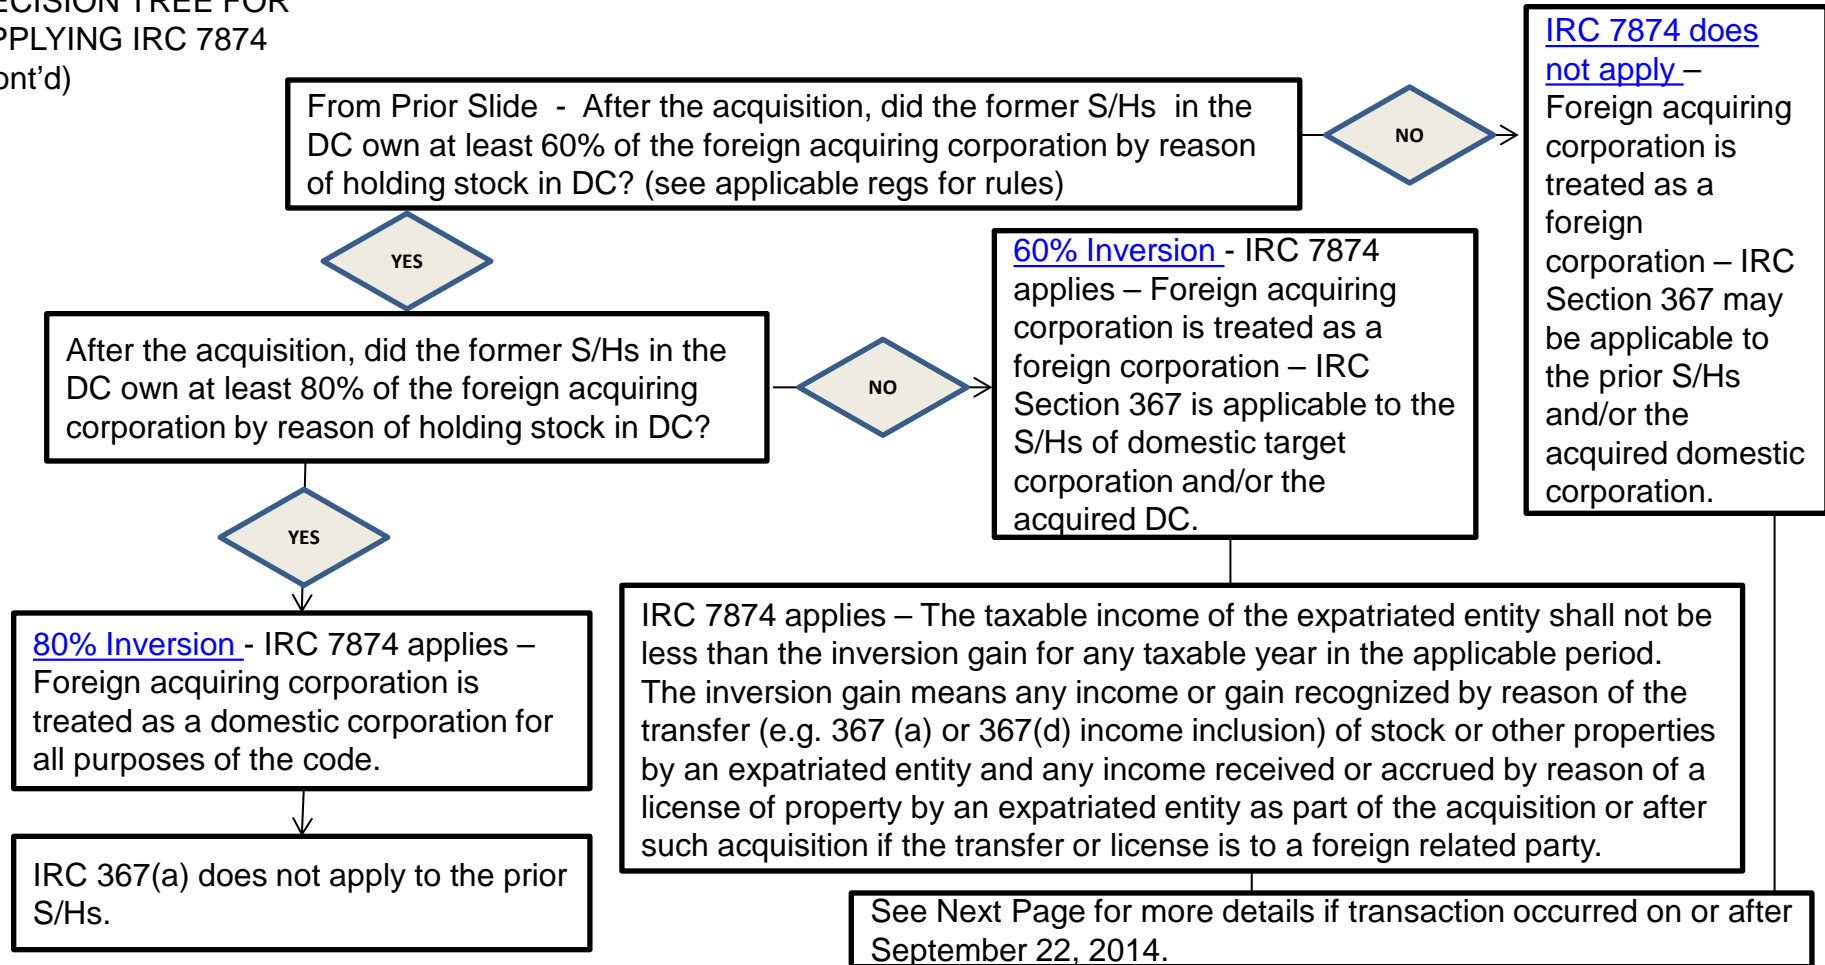 ECISION TREE FOR
PPLYING IRC 7874
ont’d)
From Prior Slide - After the acquisition, did the former S/Hs in the
DC own at least 60% of the foreign acquiring corporation by reason
of holding stock in DC? (see applicable regs for rules)
NO
IRC 7874 does
not apply –
Foreign acquiring
corporation is
treated as a
foreign
corporation – IRC
Section 367 may
be applicable to
the prior S/Hs
and/or the
acquired domestic
corporation.
YES
After the acquisition, did the former S/Hs in the
DC own at least 80% of the foreign acquiring
corporation by reason of holding stock in DC?
NO
60% Inversion - IRC 7874
applies – Foreign acquiring
corporation is treated as a
foreign corporation – IRC
Section 367 is applicable to the
S/Hs of domestic target
corporation and/or the
acquired DC.
YES
80% Inversion - IRC 7874 applies –
Foreign acquiring corporation is
treated as a domestic corporation for
all purposes of the code.
IRC 7874 applies – The taxable income of the expatriated entity shall not be
less than the inversion gain for any taxable year in the applicable period.
The inversion gain means any income or gain recognized by reason of the
transfer (e.g. 367 (a) or 367(d) income inclusion) of stock or other properties
by an expatriated entity and any income received or accrued by reason of a
license of property by an expatriated entity as part of the acquisition or after
such acquisition if the transfer or license is to a foreign related party.
IRC 367(a) does not apply to the prior
S/Hs.
See Next Page for more details if transaction occurred on or after
September 22, 2014.